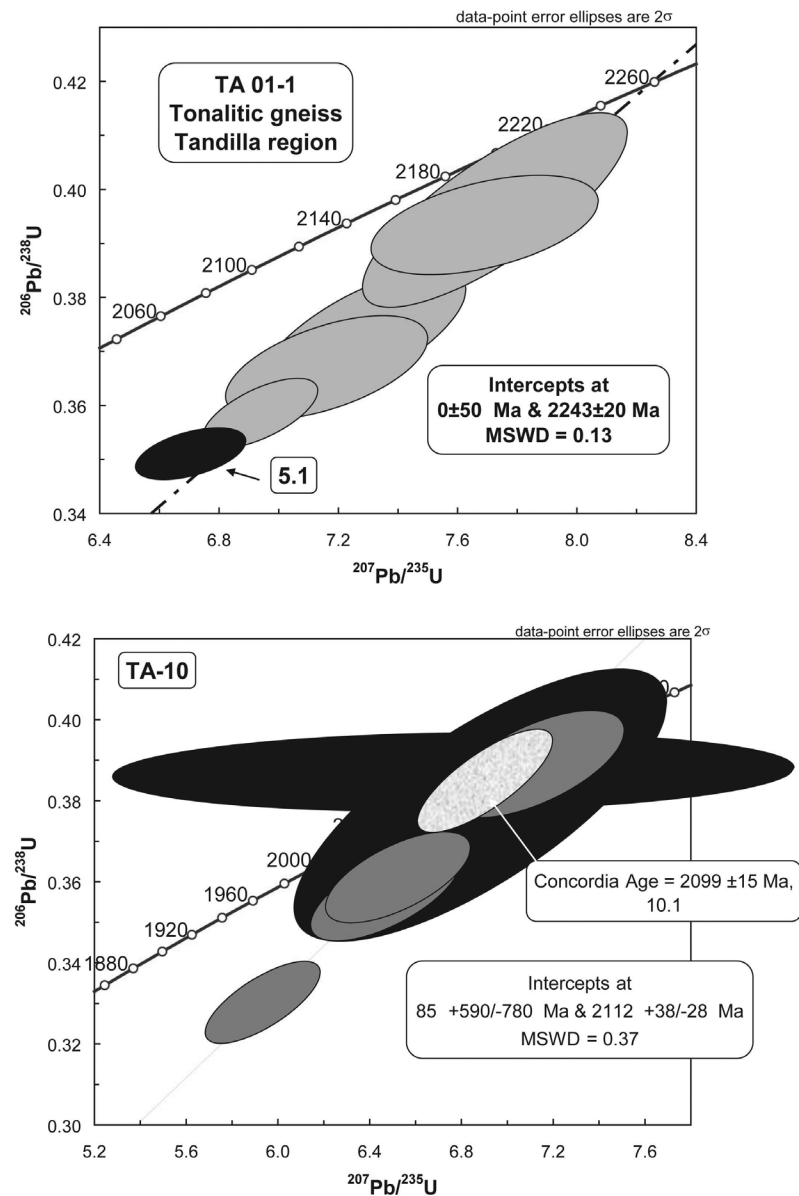 data-point error ellipses are 2σ
TA 01-1
Tonalitic gneiss
Tandilla region
2260
2220
2180
2140
2100
2060
0.42
0.40
0.38
0.36
0.34
206Pb/238U
Intercepts at
0±50 Ma & 2243±20 Ma
MSWD = 0.13
5.1
6.4 6.8 7.2 7.6 8.0 8.4
207Pb/235U
data-point error ellipses are 2σ
TA-10
0.42
0.40
0.38
0.36
0.34
0.32
0.30
206Pb/238U
2000
1960
1920
1880
Concordia Age = 2099 ±15 Ma,
10.1
Intercepts at
85 +590/-780 Ma & 2112 +38/-28 Ma
MSWD = 0.37
5.2 5.6 6.0 6.4 6.8 7.2 7.6
207Pb/235U